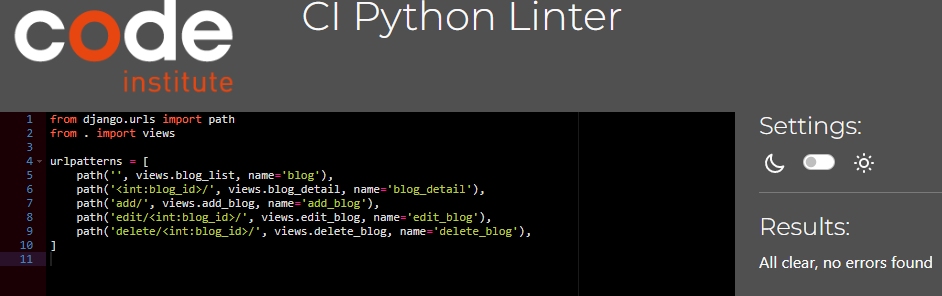 code
institute
CI Python Linter
1 from django.urls import path
2 from . import views
3
4 urlpatterns = [
5     path('', views.blog_list, name='blog'),
6     path('<int:blog_id>/', views.blog_detail, name='blog_detail'),
7     path('add/', views.add_blog, name='add_blog'),
8     path('edit/<int:blog_id>/', views.edit_blog, name='edit_blog'),
9     path('delete/<int:blog_id>/', views.delete_blog, name='delete_blog'),
10 ]
11
Settings:
Results:
All clear, no errors found